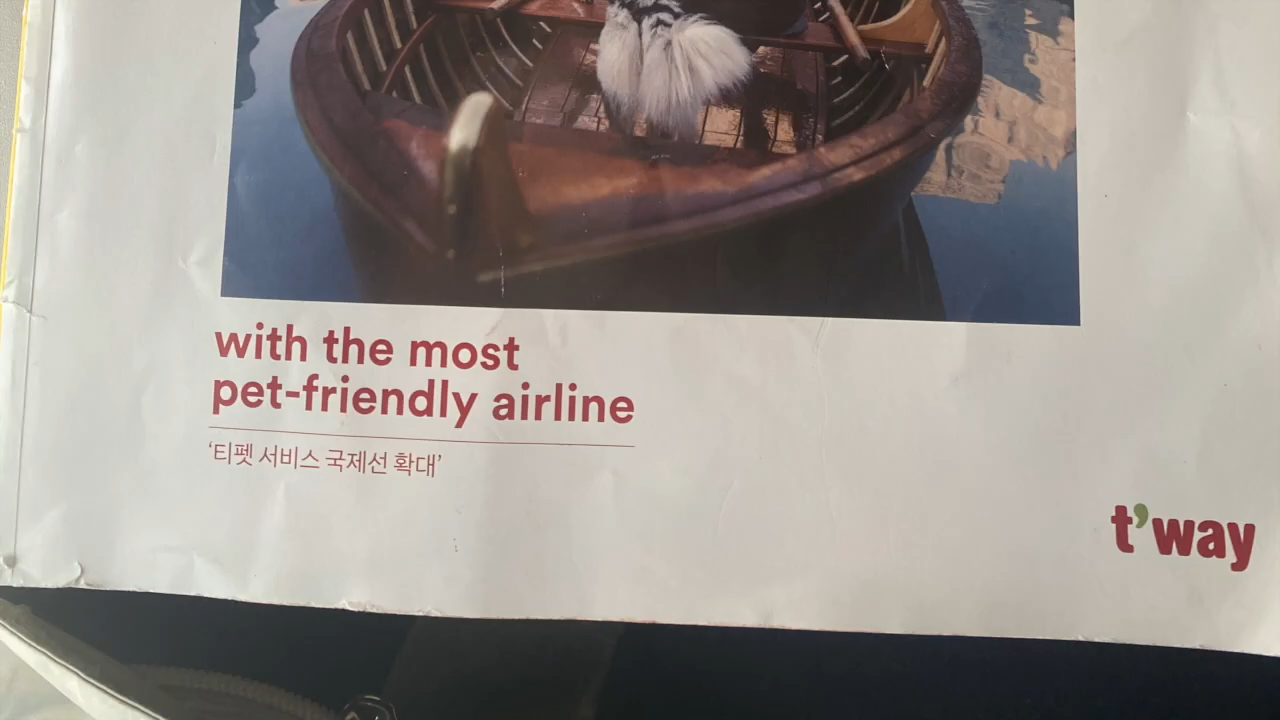 with the most
pet-friendly airline
‘티펫 서비스 국제선 확대’
t’way